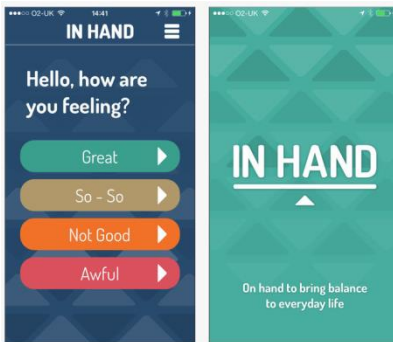 O2-UK 14:41
IN HAND
Hello, how are
you feeling?
Great
So - So
Not Good
Awful
O2-UK
IN HAND
On hand to bring balance
to everyday life